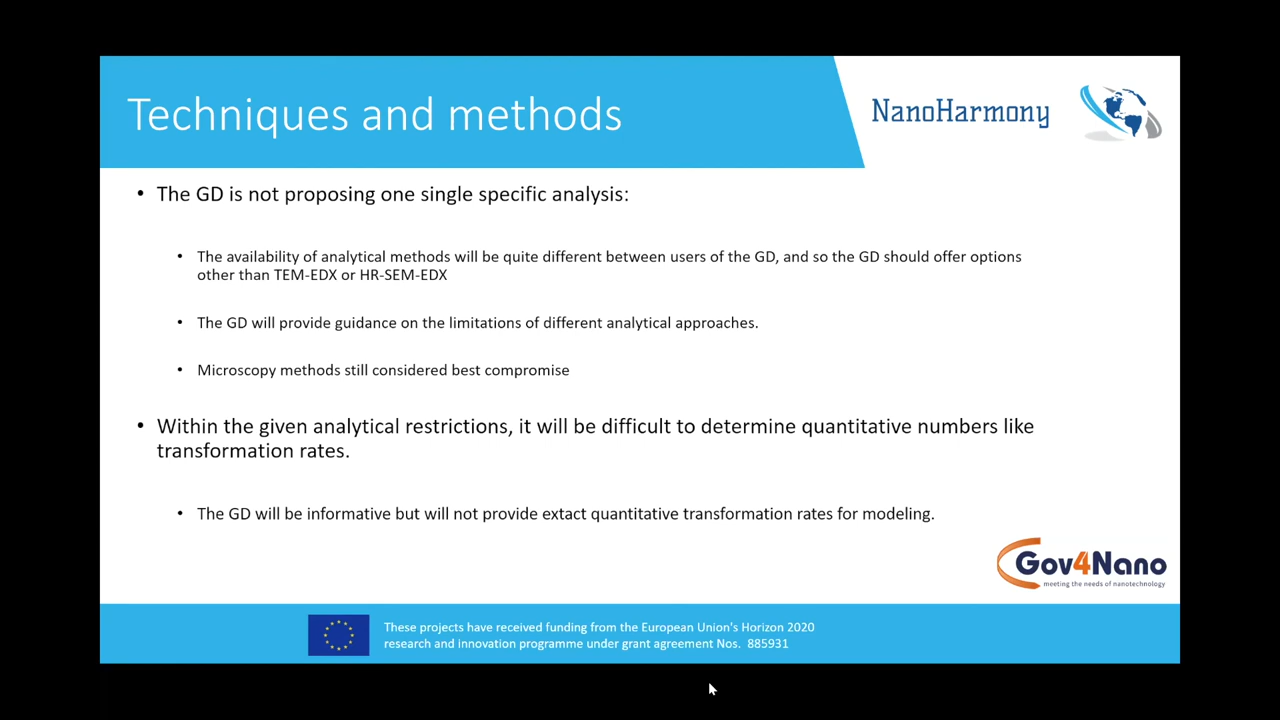 Techniques and methods
NanoHarmony
• The GD is not proposing one single specific analysis:
• The availability of analytical methods will be quite different between users of the GD, and so the GD should offer options
other than TEM-EDX or HR-SEM-EDX
• The GD will provide guidance on the limitations of different analytical approaches.
• Microscopy methods still considered best compromise
• Within the given analytical restrictions, it will be difficult to determine quantitative numbers like
transformation rates.
• The GD will be informative but will not provide extact quantitative transformation rates for modeling.
Gov4Nano
meeting the needs of nanotechnology
These projects have received funding from the European Union's Horizon 2020
research and innovation programme under grant agreement Nos. 885931